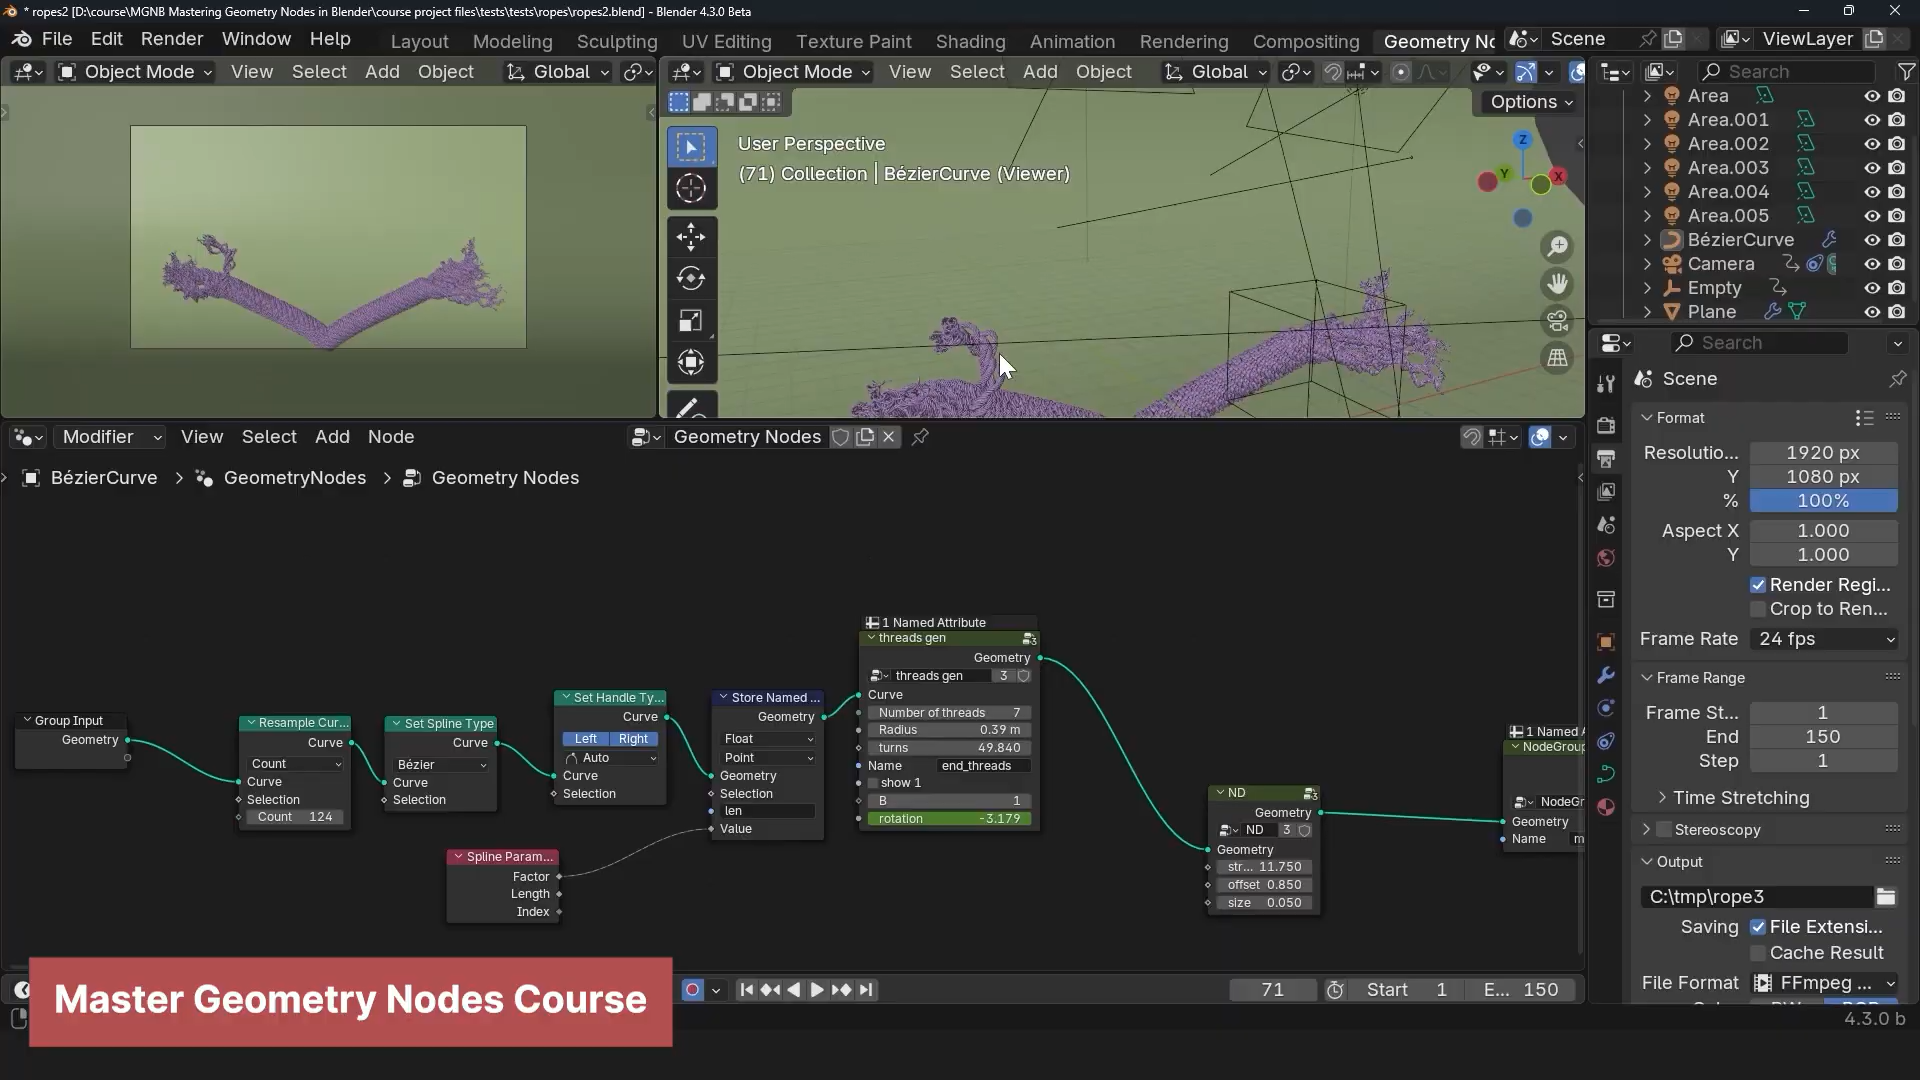 * ropes2 [D:\course\MGNB Mastering Geometry Nodes in Blender\course project files\tests\tests\ropes\ropes2.blend] - Blender 4.3.0 Beta
File Edit Render Window Help Layout Modeling Sculpting UV Editing Texture Paint Shading Animation Rendering Compositing Geometry No Scene ViewLayer
Object Mode View Select Add Object Global
Object Mode View Select Add Object Global
Search
Options
User Perspective
(71) Collection | BézierCurve (Viewer)
Z
Y
X
Area
Area.001
Area.002
Area.003
Area.004
Area.005
BézierCurve
Camera
Empty
Plane
Search
Scene
Format
Resolutio... 1920 px
Y 1080 px
% 100%
Aspect X 1.000
Y 1.000
Render Regi...
Crop to Ren...
Frame Rate 24 fps
Frame Range
Frame St... 1
End 150
Step 1
Time Stretching
Stereoscopy
Output
C:\tmp\rope3
Saving File Extensi...
Cache Result
File Format FFmpeg ...
Modifier View Select Add Node Geometry Nodes
BézierCurve > GeometryNodes > Geometry Nodes
Group Input
Geometry
Resample Cur...
Curve
Count
Curve
Selection
Count 124
Set Spline Type
Curve
Bézier
Curve
Selection
Spline Param...
Factor
Length
Index
Set Handle Ty...
Curve
Left Right
Auto
Curve
Selection
Store Named ...
Geometry
Float
Point
Geometry
Selection
len
Value
1 Named Attribute
threads gen
Geometry
threads gen 3
Curve
Number of threads 7
Radius 0.39 m
turns 49.840
Name end_threads
show 1
B 1
rotation -3.179
ND
Geometry
ND 3
Geometry
str... 11.750
offset 0.850
size 0.050
1 Named A
NodeGroup
NodeGr
Geometry
Name m
71 Start 1 E... 150
4.3.0 b
Master Geometry Nodes Course